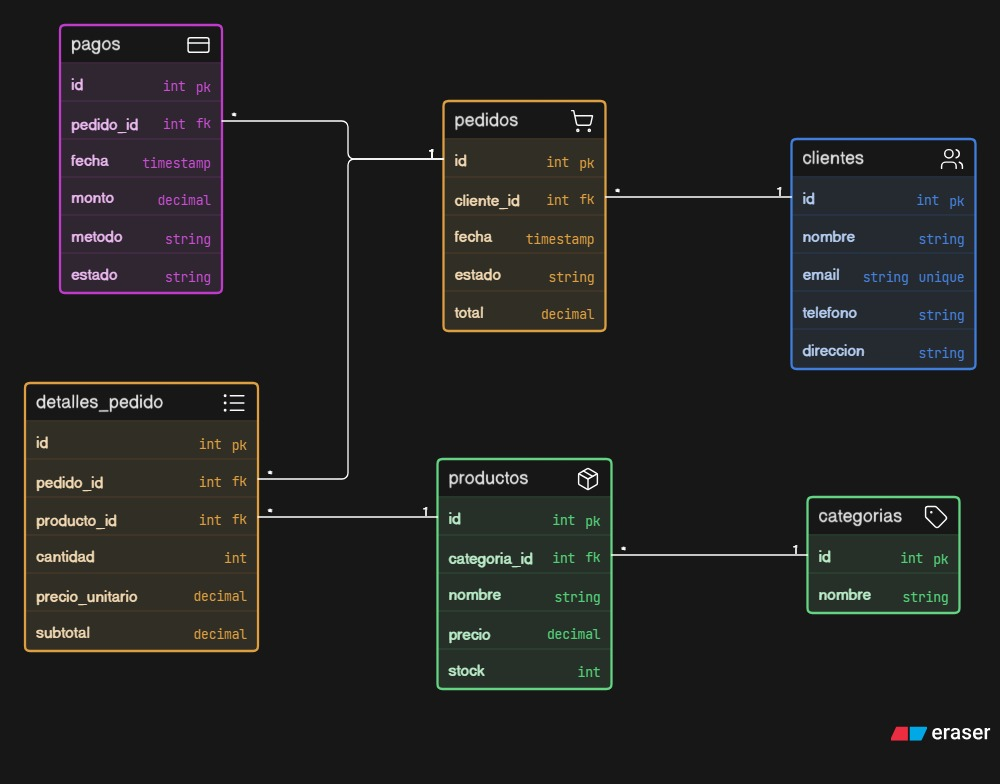 pagos
id int pk
pedido_id int fk
fecha timestamp
monto decimal
metodo string
estado string
*
1
pedidos
id int pk
cliente_id int fk
fecha timestamp
estado string
total decimal
*
1
clientes
id int pk
nombre string
email string unique
telefono string
direccion string
detalles_pedido
id int pk
pedido_id int fk
producto_id int fk
cantidad int
precio_unitario decimal
subtotal decimal
*
*
1
productos
id int pk
categoria_id int fk
nombre string
precio decimal
stock int
*
1
categorias
id int pk
nombre string
eraser